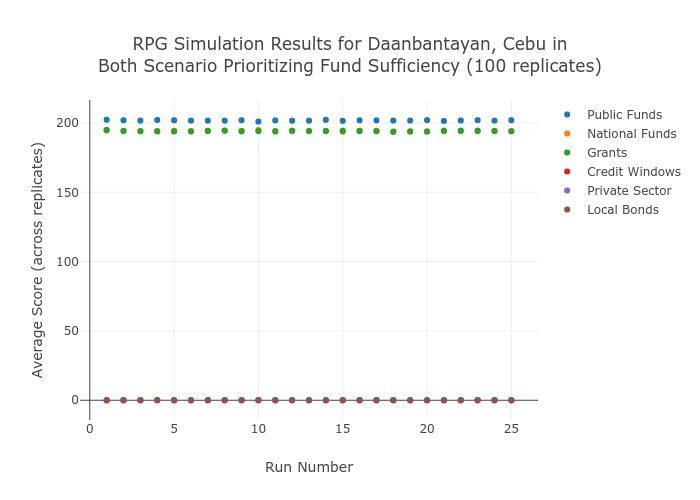 RPG Simulation Results for Daanbantayan, Cebu in
Both Scenario Prioritizing Fund Sufficiency (100 replicates)
Average Score (across replicates)
200
150
100
50
0
0 5 10 15 20 25
Run Number
Public Funds
National Funds
Grants
Credit Windows
Private Sector
Local Bonds